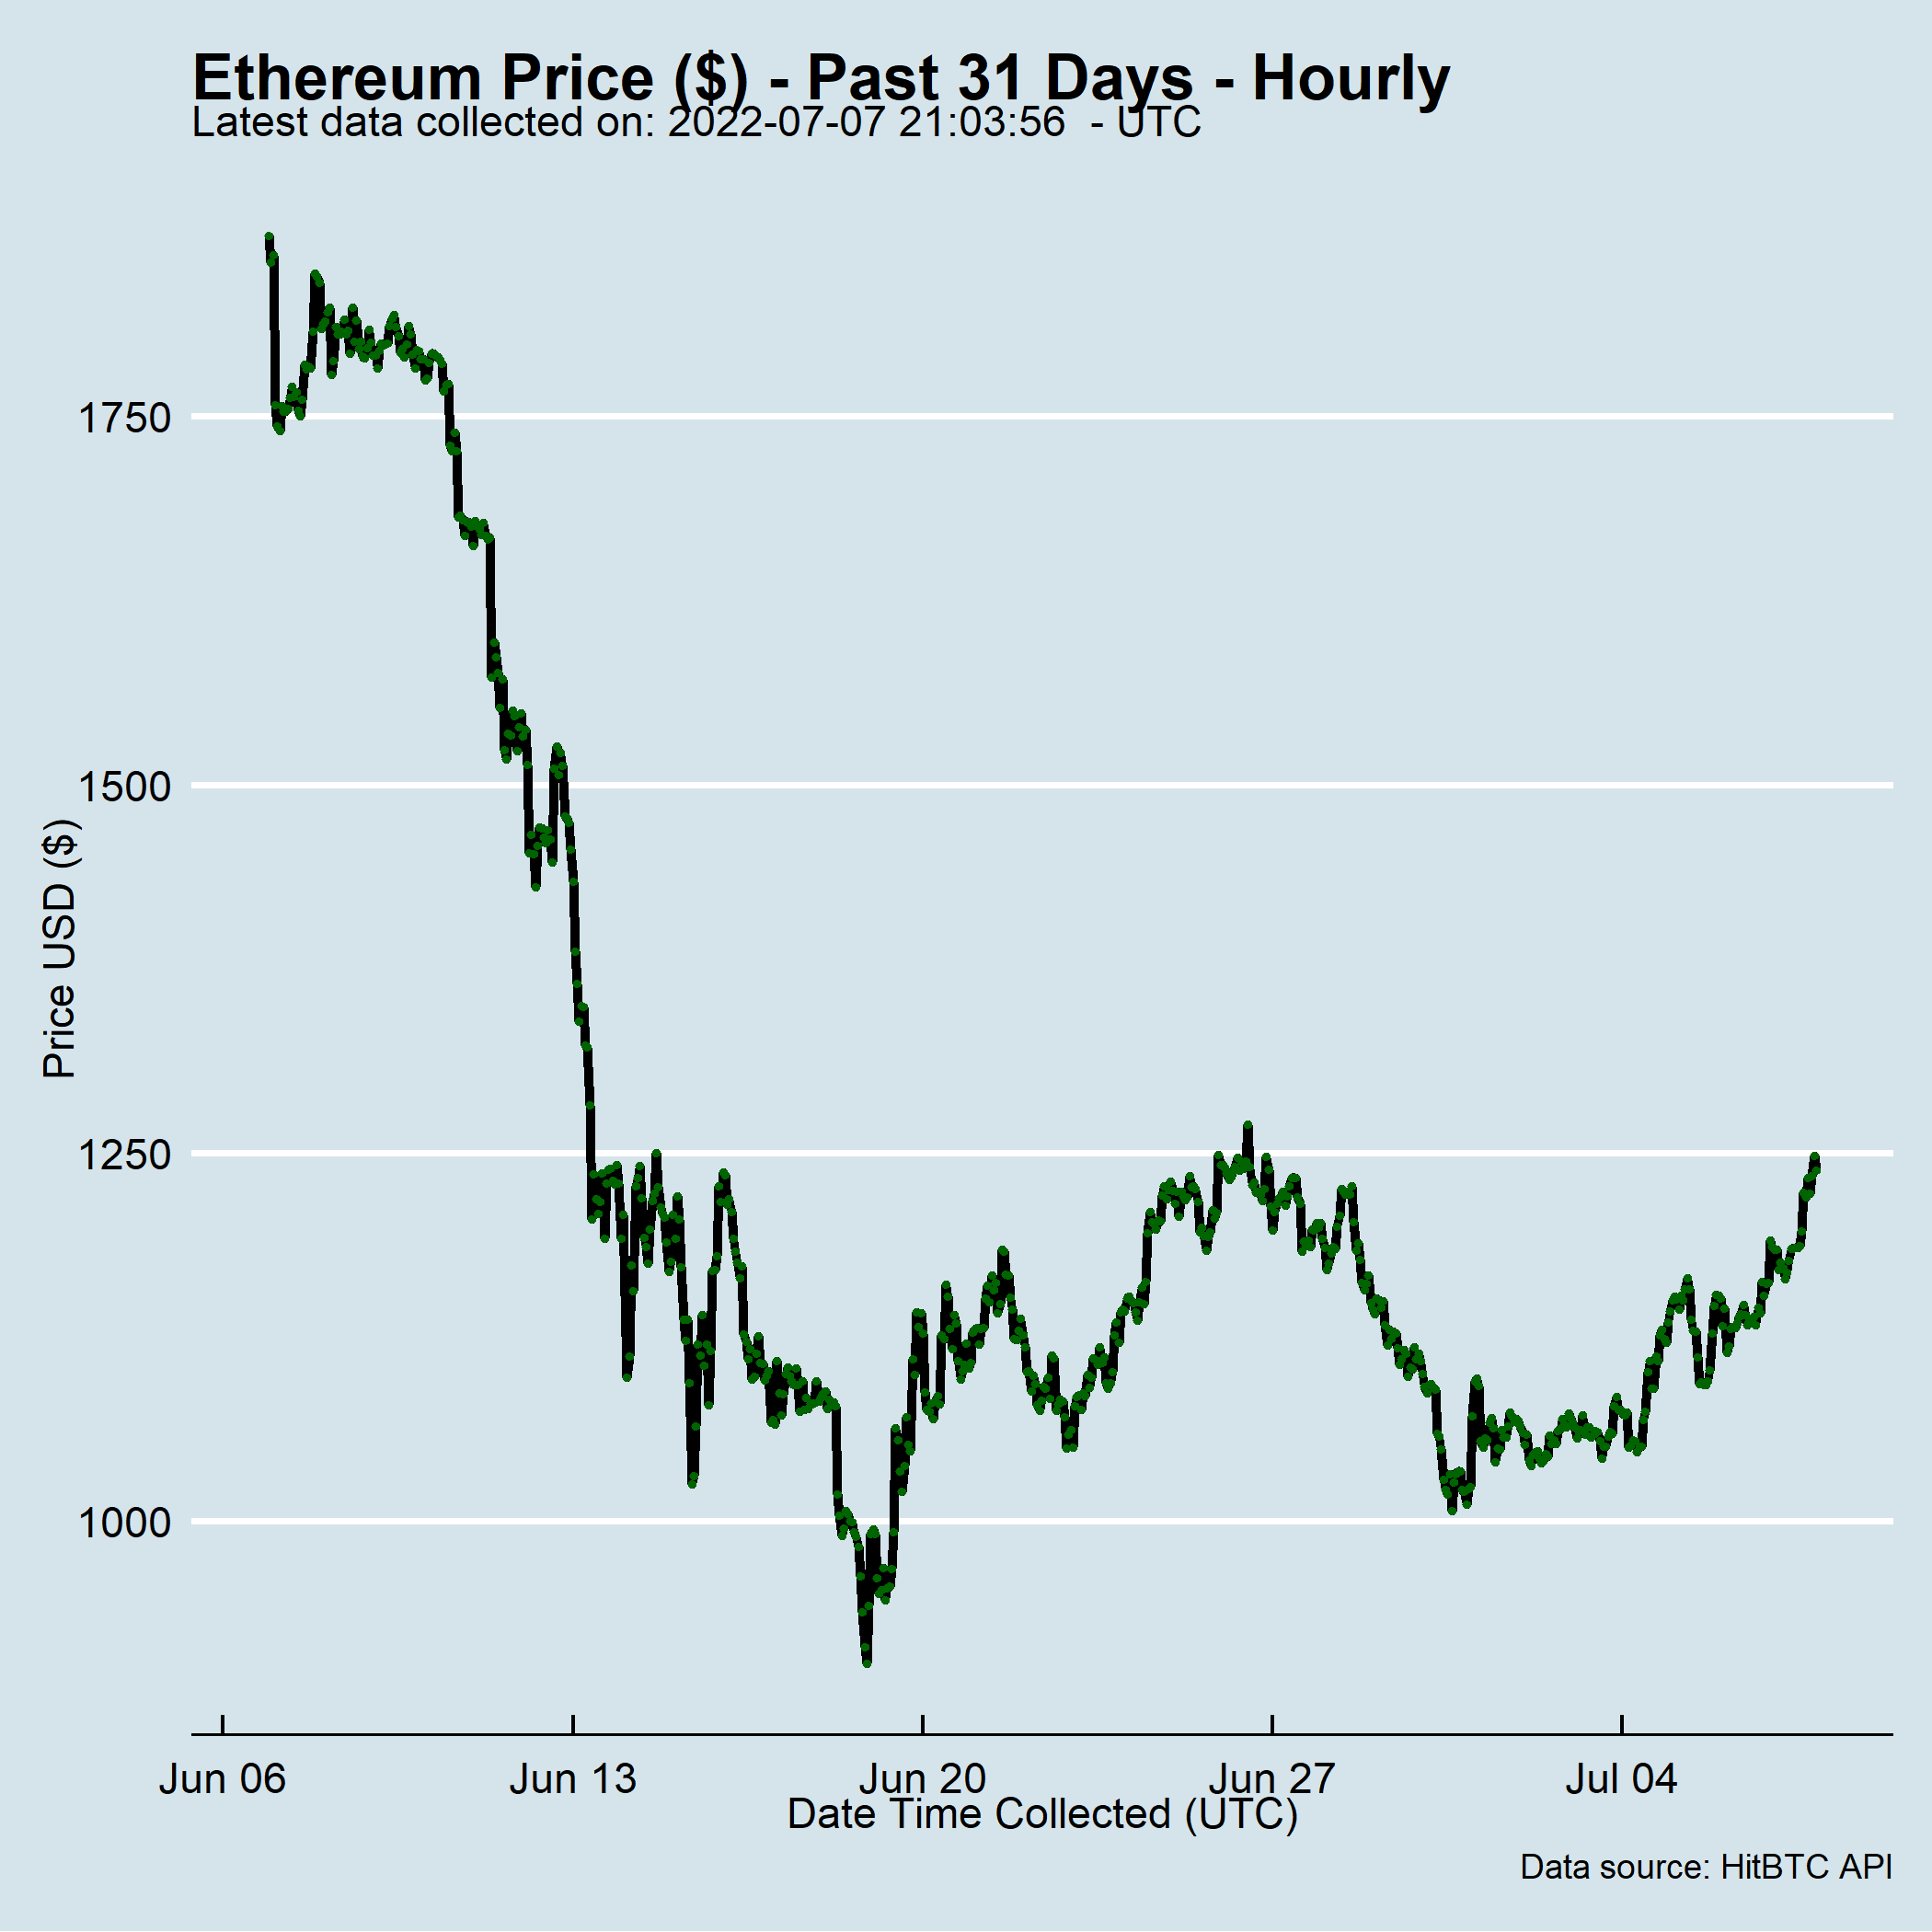 Ethereum Price ($) - Past 31 Days - Hourly
Latest data collected on: 2022-07-07 21:03:56  - UTC
Price USD ($)
1750
1500
1250
1000
Jun 06 Jun 13 Jun 20 Jun 27 Jul 04
Date Time Collected (UTC)
Data source: HitBTC API